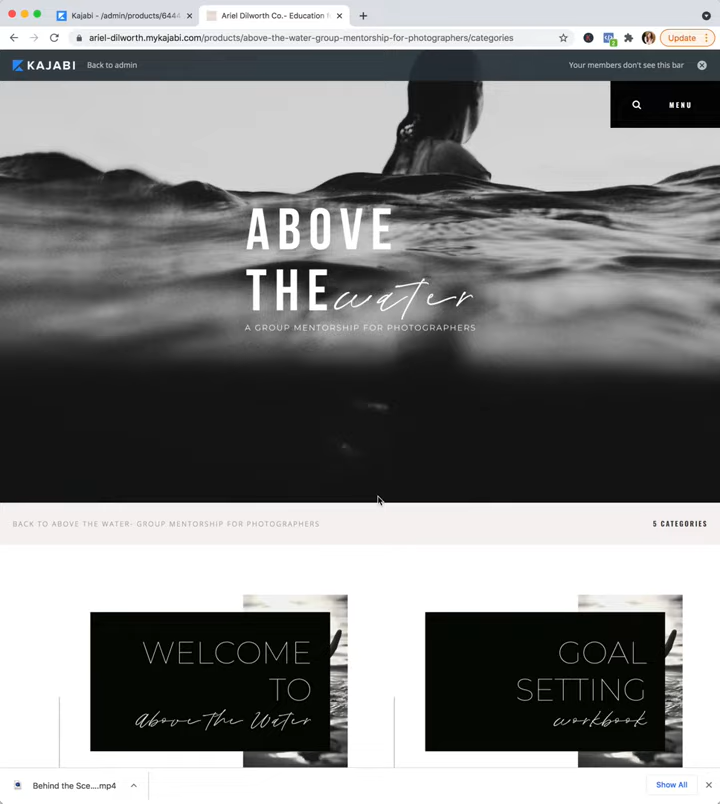 Kajabi - /admin/products/6444
Ariel Dilworth Co.- Education f
ariel-dilworth.mykajabi.com/products/above-the-water-group-mentorship-for-photographers/categories
Update
KAJABI
Back to admin
Your members don't see this bar
MENU
ABOVE
THE water
A GROUP MENTORSHIP FOR PHOTOGRAPHERS
BACK TO ABOVE THE WATER- GROUP MENTORSHIP FOR PHOTOGRAPHERS
5 CATEGORIES
WELCOME
TO
Above the Water
GOAL
SETTING
workbook
Behind the Sce....mp4
Show All